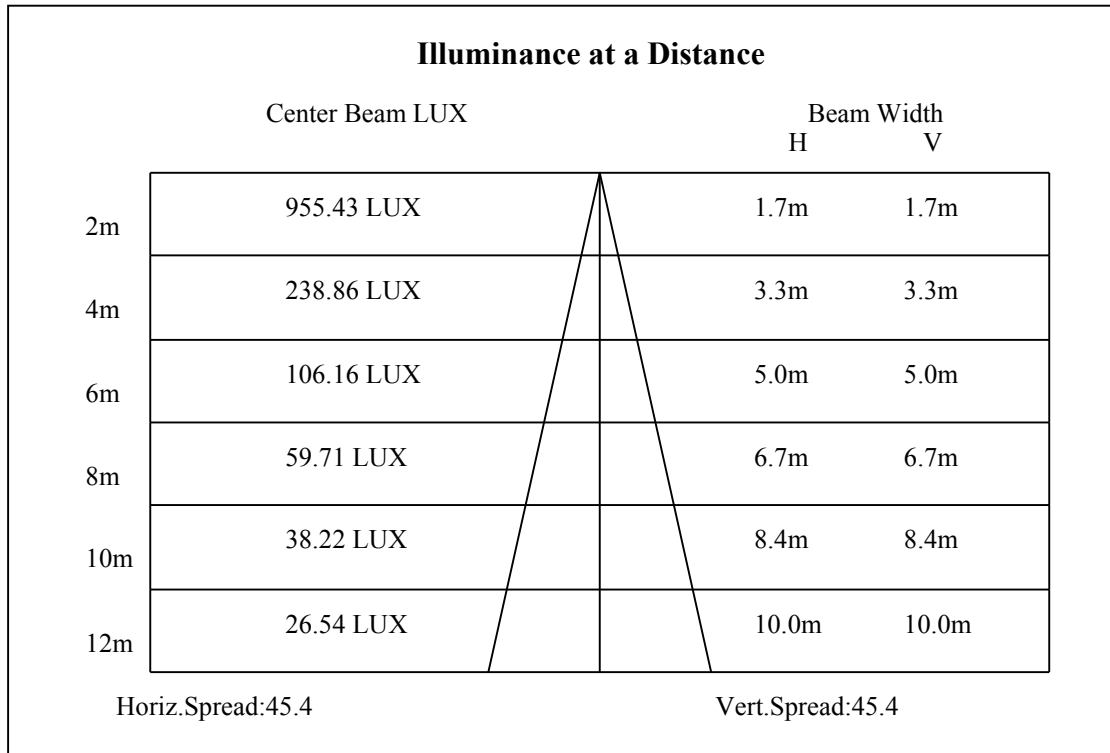 Illuminance at a Distance
Center Beam LUX Beam Width
H V
2m 955.43 LUX 1.7m 1.7m
4m 238.86 LUX 3.3m 3.3m
6m 106.16 LUX 5.0m 5.0m
8m 59.71 LUX 6.7m 6.7m
10m 38.22 LUX 8.4m 8.4m
12m 26.54 LUX 10.0m 10.0m
Horiz.Spread:45.4 Vert.Spread:45.4